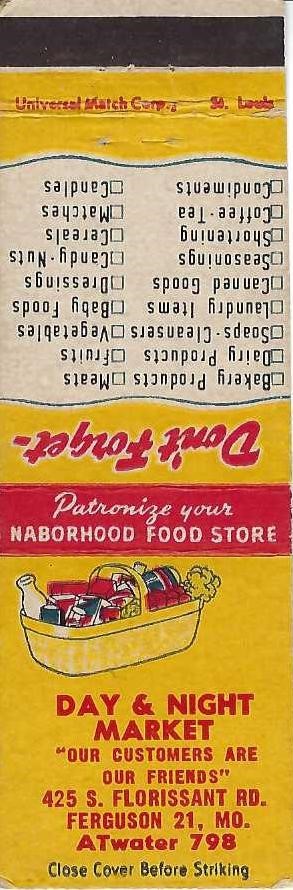 Universal Match Corp., St. Louis
Don't Forget~
□Bakery Products □Meats
□Dairy Products □Fruits
□Soaps·Cleansers □Vegetables
□Laundry Items □Baby Foods
□Canned Goods □Dressings
□Seasonings □Candy·Nuts
□Shortening □Cereals
□Coffee·Tea □Matches
□Condiments □Candles
Patronize your
NABORHOOD FOOD STORE
DAY & NIGHT
MARKET
"OUR CUSTOMERS ARE
OUR FRIENDS"
425 S. FLORISSANT RD.
FERGUSON 21, MO.
ATwater 798
Close Cover Before Striking